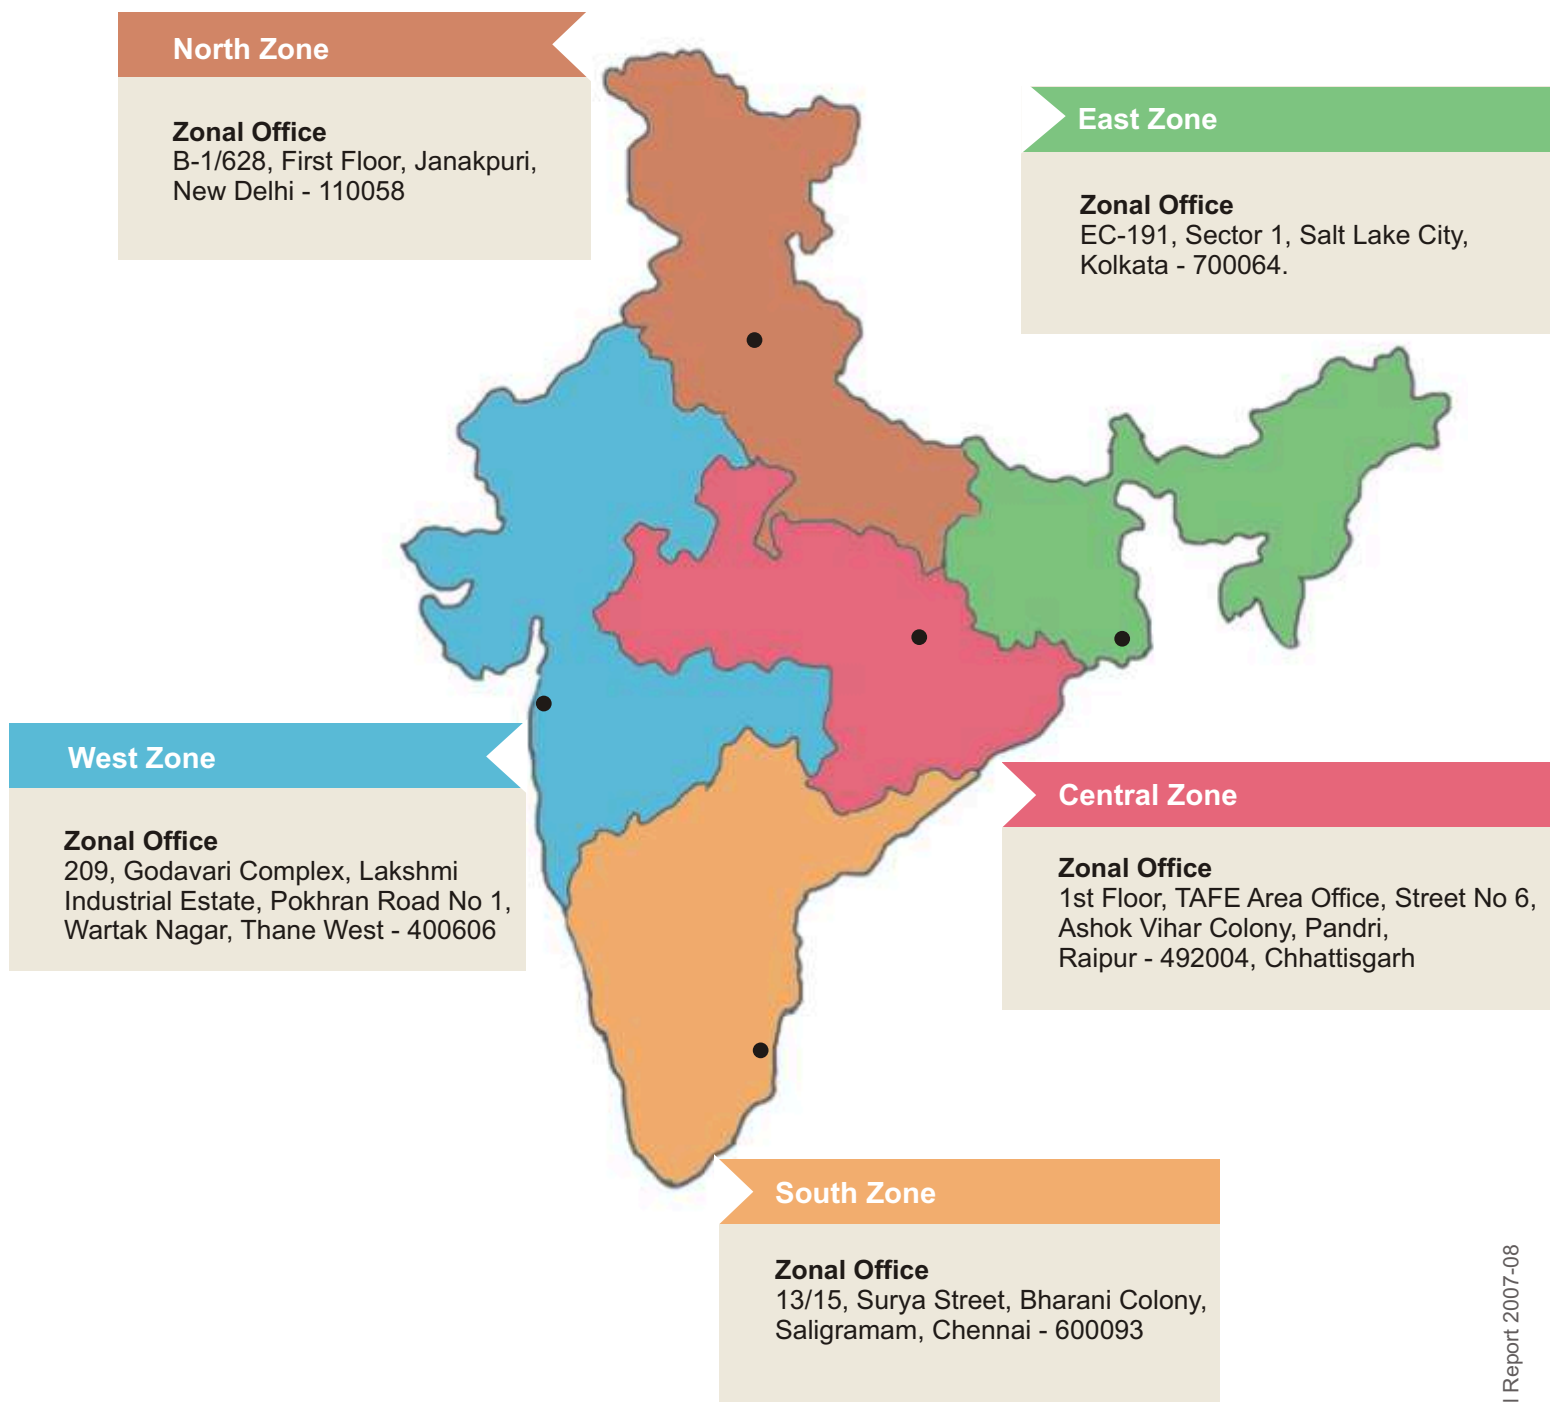 North Zone
Zonal Office
B-1/628, First Floor, Janakpuri,
New Delhi - 110058
East Zone
Zonal Office
EC-191, Sector 1, Salt Lake City,
Kolkata - 700064.
West Zone
Zonal Office
209, Godavari Complex, Lakshmi
Industrial Estate, Pokhran Road No 1,
Wartak Nagar, Thane West - 400606
Central Zone
Zonal Office
1st Floor, TAFE Area Office, Street No 6,
Ashok Vihar Colony, Pandri,
Raipur - 492004, Chhattisgarh
South Zone
Zonal Office
13/15, Surya Street, Bharani Colony,
Saligramam, Chennai - 600093
l Report 2007-08